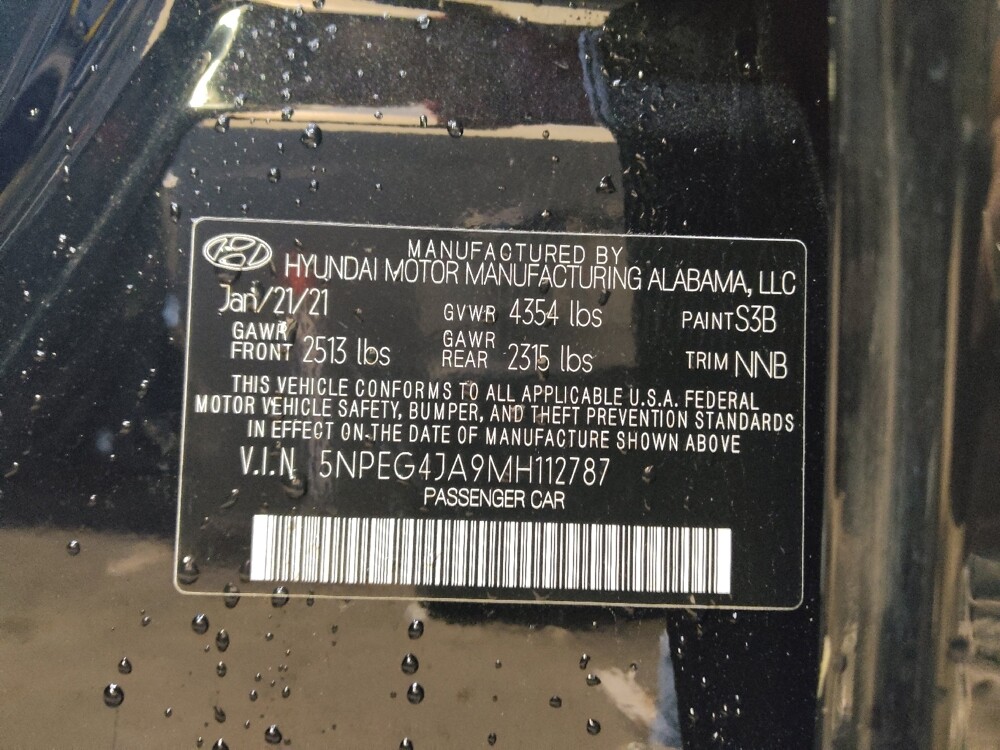 MANUFACTURED BY
HYUNDAI MOTOR MANUFACTURING ALABAMA, LLC
Jan/21/21 GVWR 4354 lbs PAINT S3B
GAWR FRONT 2513 lbs GAWR REAR 2315 lbs TRIM NNB
THIS VEHICLE CONFORMS TO ALL APPLICABLE U.S.A. FEDERAL
MOTOR VEHICLE SAFETY, BUMPER, AND THEFT PREVENTION STANDARDS
IN EFFECT ON THE DATE OF MANUFACTURE SHOWN ABOVE
V.I.N 5NPEG4JA9MH112787
PASSENGER CAR